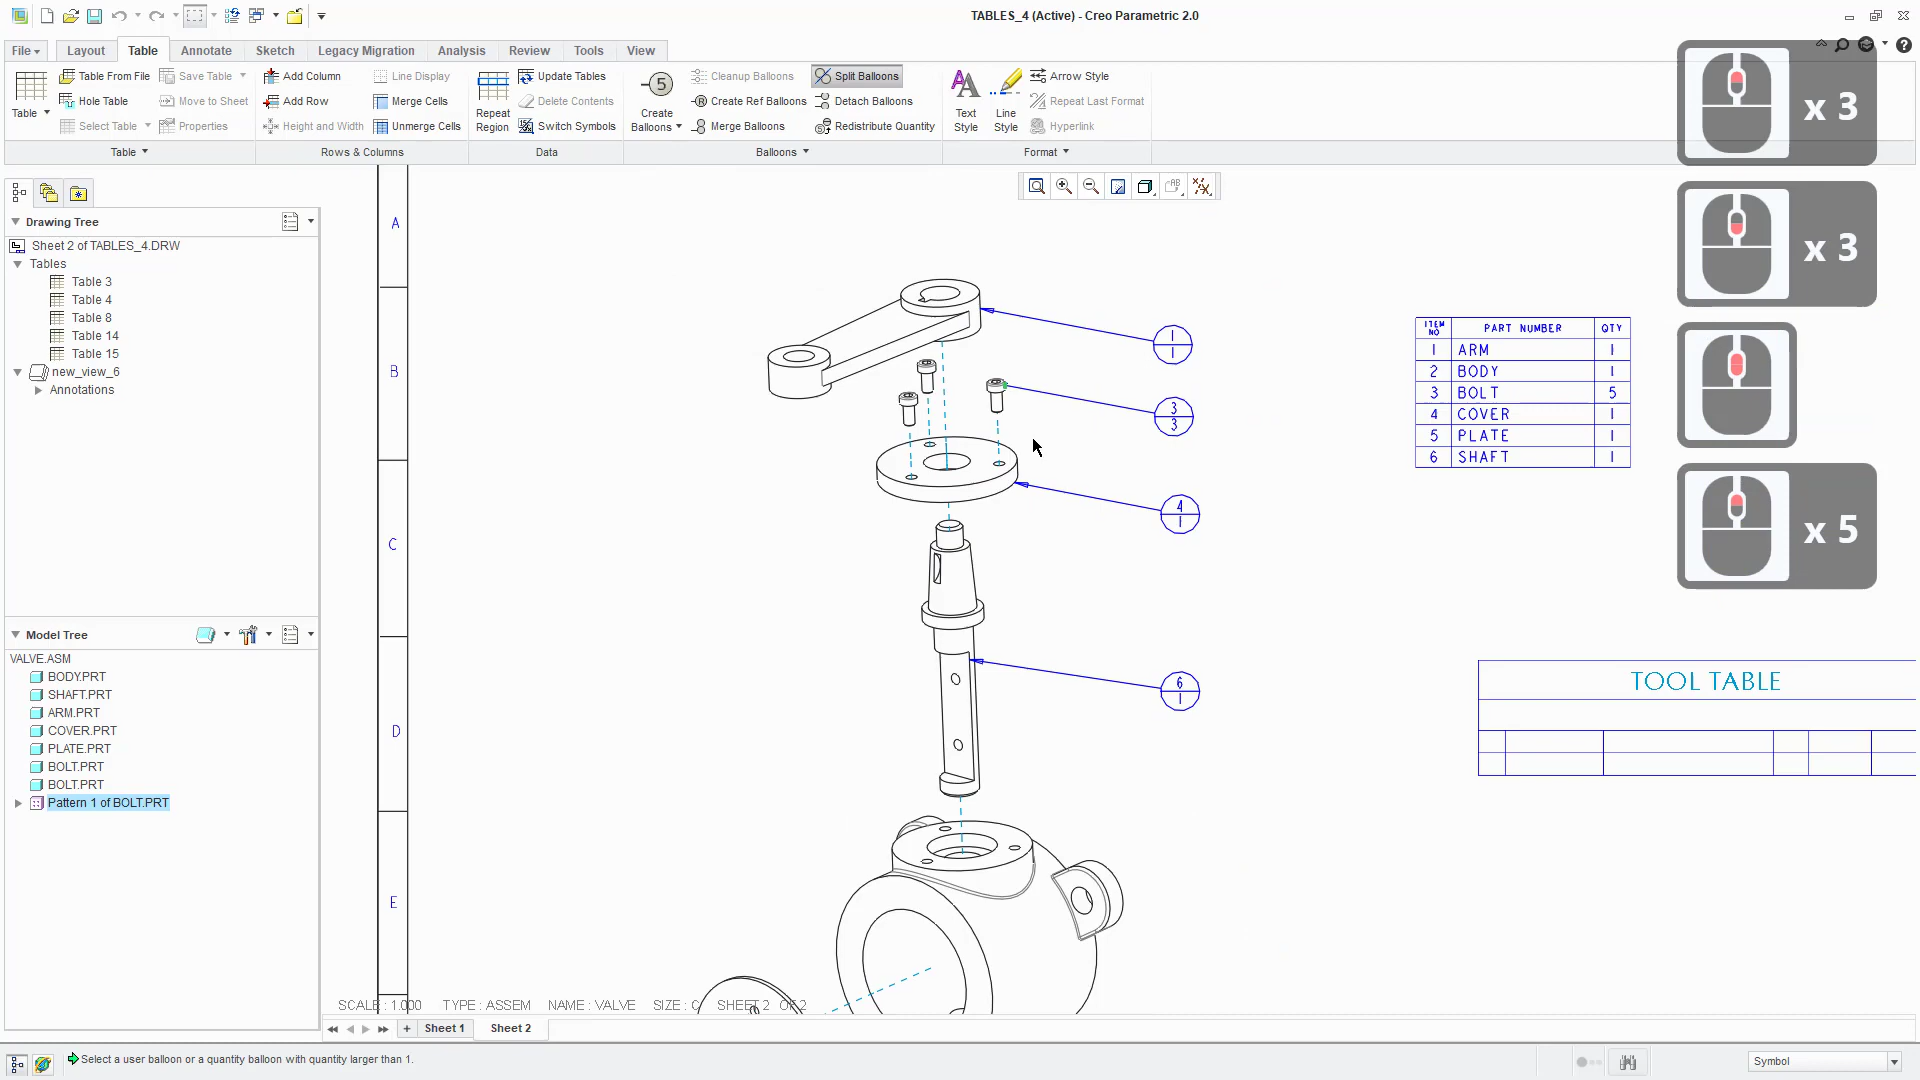 TABLES_4 (Active) - Creo Parametric 2.0
File Layout Table Annotate Sketch Legacy Migration Analysis Review Tools View
Table
Table From File
Hole Table
Select Table
Save Table
Move to Sheet
Properties
Table
Add Column
Add Row
Height and Width
Line Display
Merge Cells
Unmerge Cells
Rows & Columns
Repeat Region
Update Tables
Delete Contents
Switch Symbols
Data
5
Create Balloons
Cleanup Balloons
Create Ref Balloons
Merge Balloons
Split Balloons
Detach Balloons
Redistribute Quantity
Balloons
Text Style
Line Style
Arrow Style
Repeat Last Format
Hyperlink
Format
x 3
x 3
x 5
Drawing Tree
Sheet 2 of TABLES_4.DRW
Tables
Table 3
Table 4
Table 8
Table 14
Table 15
new_view_6
Annotations
Model Tree
VALVE.ASM
BODY.PRT
SHAFT.PRT
ARM.PRT
COVER.PRT
PLATE.PRT
BOLT.PRT
BOLT.PRT
Pattern 1 of BOLT.PRT
A
B
C
D
E
1
1
3
3
4
1
6
1
ITEM NO PART NUMBER QTY
1 ARM 1
2 BODY 1
3 BOLT 5
4 COVER 1
5 PLATE 1
6 SHAFT 1
TOOL TABLE
SCALE : 1.000 TYPE : ASSEM NAME : VALVE SIZE : C SHEET 2 OF 2
Sheet 1 Sheet 2
Select a user balloon or a quantity balloon with quantity larger than 1.
Symbol